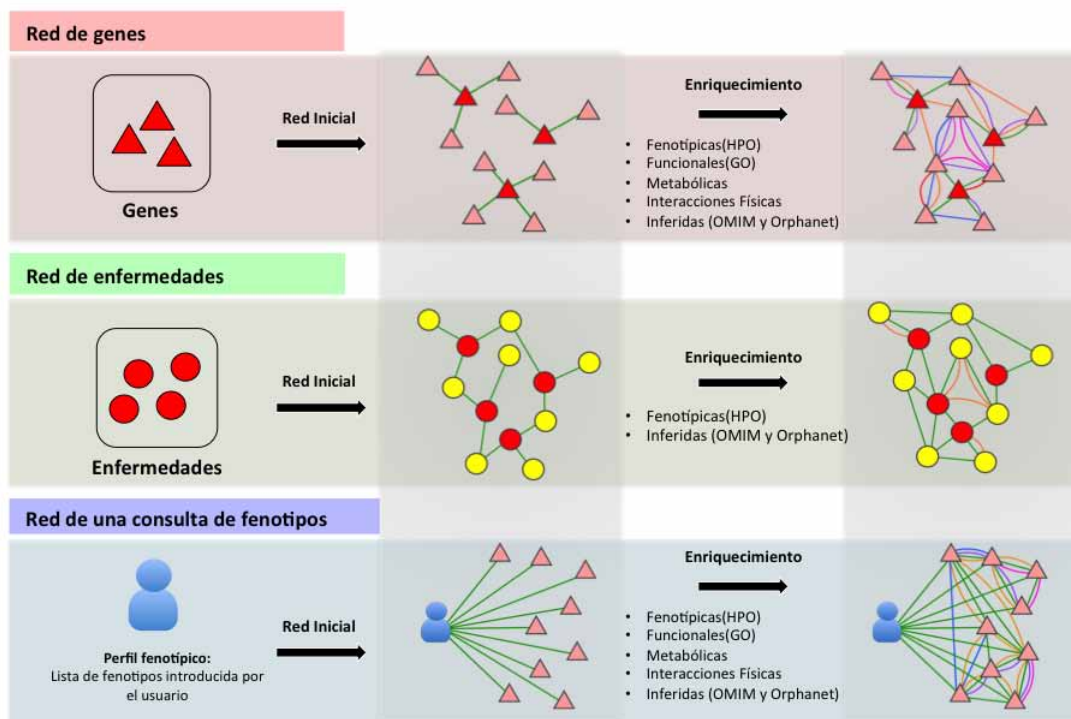 Red de genes
Genes
Red Inicial
Enriquecimiento
• Fenotípicas(HPO)
• Funcionales(GO)
• Metabólicas
• Interacciones Físicas
• Inferidas (OMIM y Orphanet)
Red de enfermedades
Enfermedades
Red Inicial
Enriquecimiento
• Fenotípicas(HPO)
• Inferidas (OMIM y Orphanet)
Red de una consulta de fenotipos
Perfil fenotípico:
Lista de fenotipos introducida por
el usuario
Red Inicial
Enriquecimiento
• Fenotípicas(HPO)
• Funcionales(GO)
• Metabólicas
• Interacciones Físicas
• Inferidas (OMIM y Orphanet)